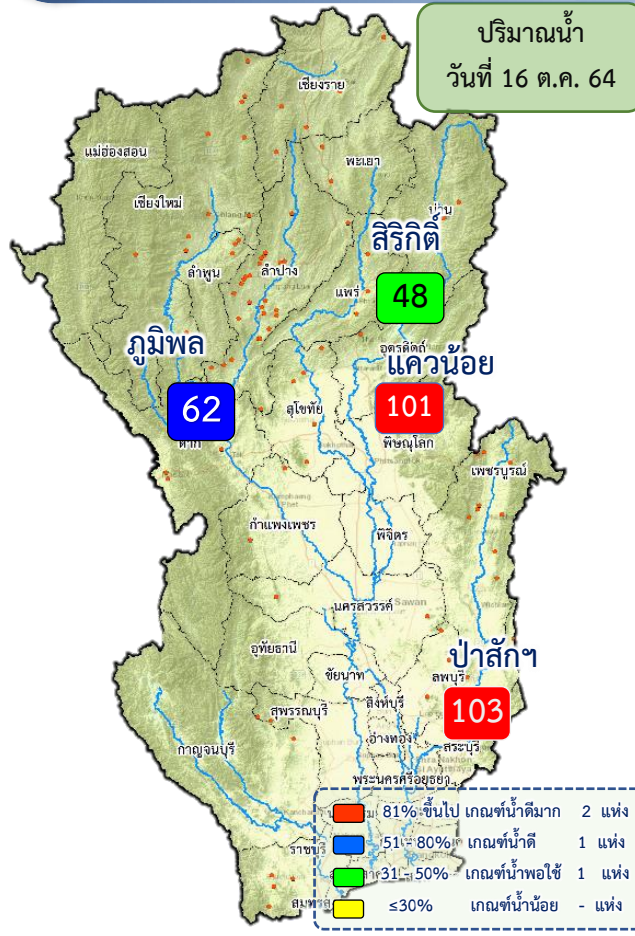 ปริมาณน้ำ
วันที่ 16 ต.ค. 64
เชียงราย
แม่ฮ่องสอน
พะเยา
เชียงใหม่
น่าน
สิริกิติ์
ลำพูน
ลำปาง
48
แพร่
ภูมิพล
อุตรดิตถ์
แควน้อย
62
สุโขทัย
101
ตาก
พิษณุโลก
เพชรบูรณ์
กำแพงเพชร
พิจิตร
นครสวรรค์
อุทัยธานี
ป่าสักฯ
ชัยนาท
ลพบุรี
สิงห์บุรี
สุพรรณบุรี
103
อ่างทอง
กาญจนบุรี
สระบุรี
พระนครศรีอยุธยา
81% ขึ้นไป เกณฑ์น้ำดีมาก 2 แห่ง
51 - 80% เกณฑ์น้ำดี 1 แห่ง
ราชบุรี
31 - 50% เกณฑ์น้ำพอใช้ 1 แห่ง
≤30% เกณฑ์น้ำน้อย - แห่ง